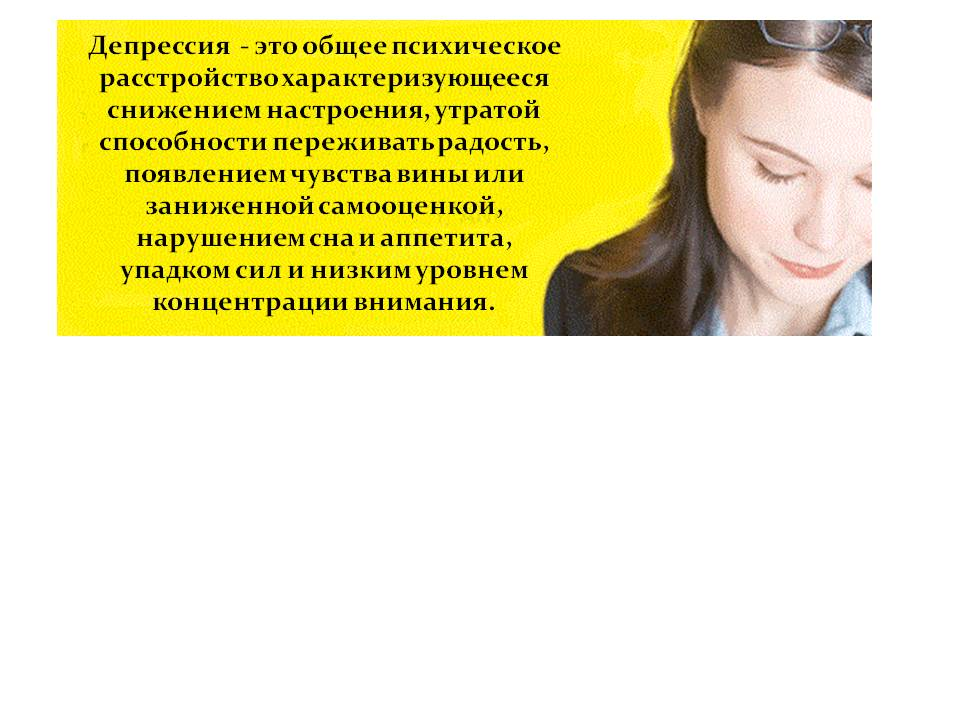 Депрессия - это общее психическое
расстройство характеризующееся
снижением настроения, утратой
способности переживать радость,
появлением чувства вины или
заниженной самооценкой,
нарушением сна и аппетита,
упадком сил и низким уровнем
концентрации внимания.